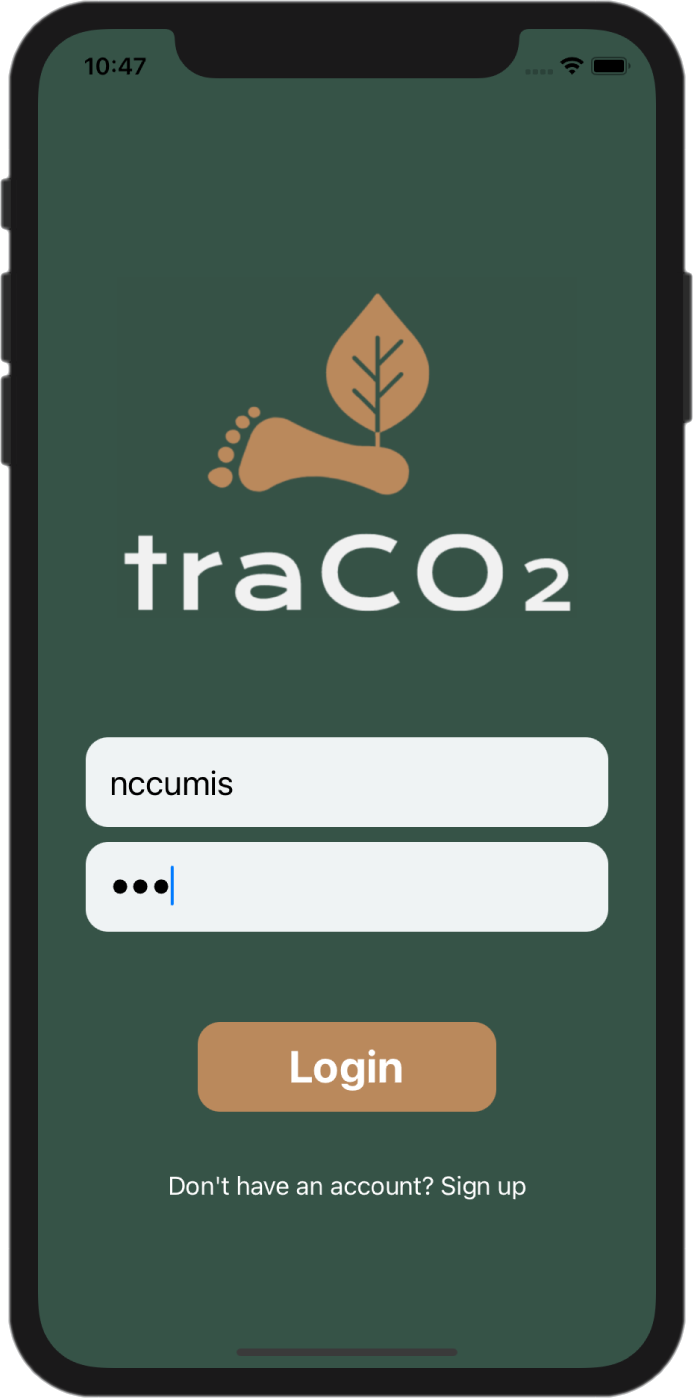 10:47
traCO2
nccumis
•••
Login
Don't have an account? Sign up